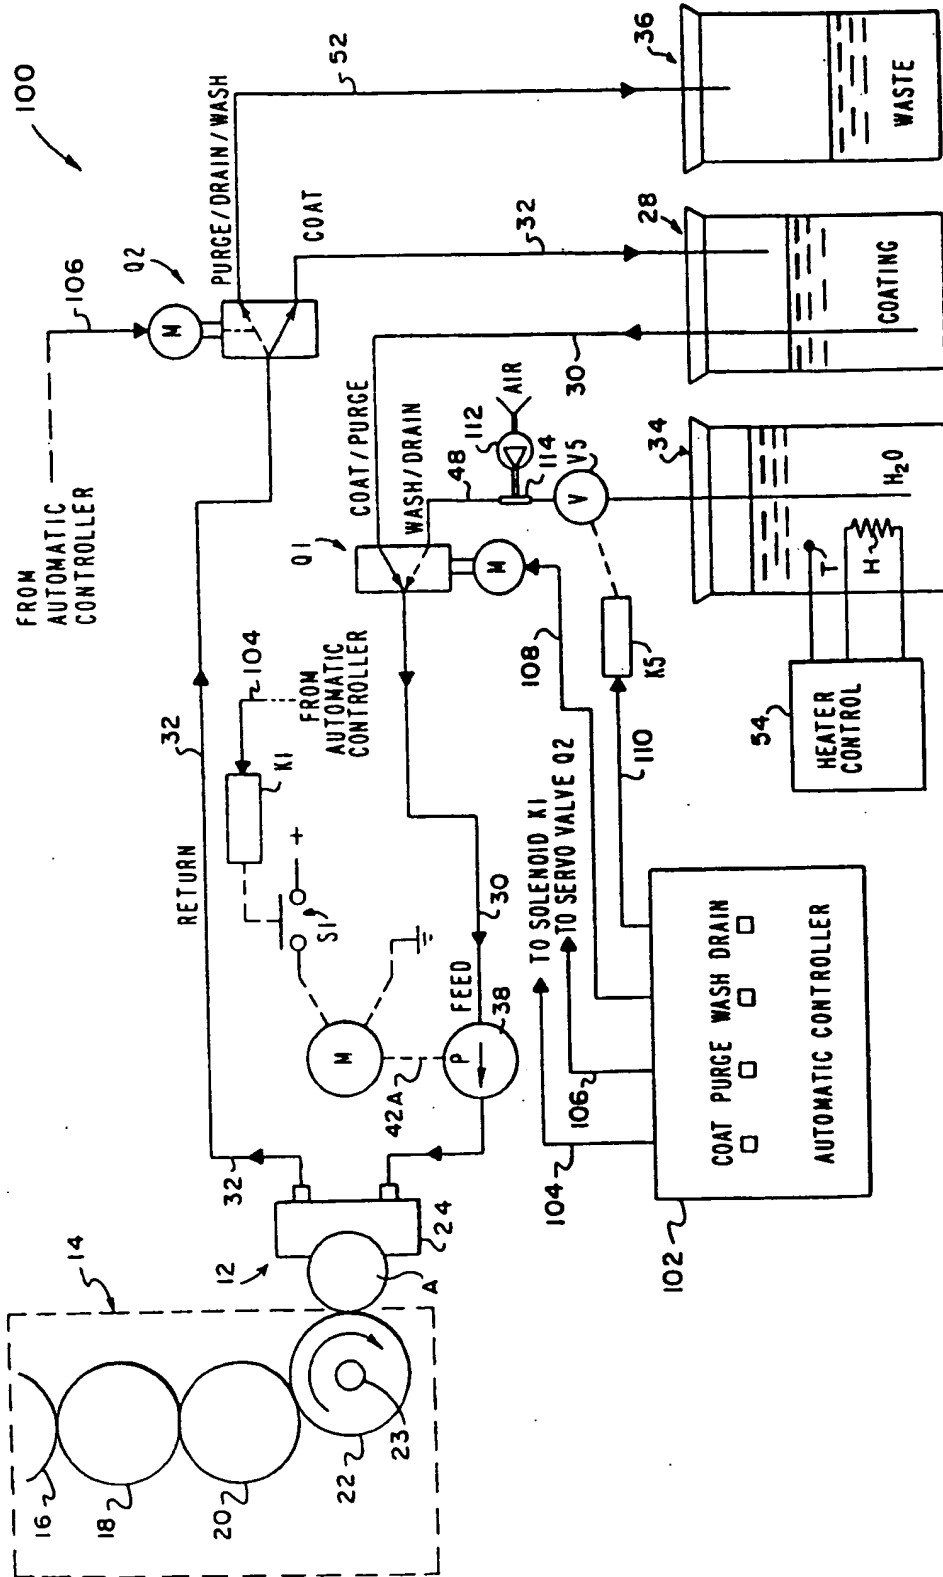 100
FROM
AUTOMATIC
CONTROLLER
106
M
Q2
PURGE/DRAIN/WASH
52
COAT
32
36
WASTE
28
COATING
30
COAT/PURGE
WASH/DRAIN
48
112
AIR
114
V
V5
34
H2O
T
H
54
HEATER
CONTROL
Q1
M
108
K5
110
RETURN
32
K1
104
FROM
AUTOMATIC
CONTROLLER
S1
+
M
42A
FEED
30
P
38
32
12
24
A
14
16
18
20
22
23
TO SOLENOID K1
TO SERVO VALVE Q2
104
106
COAT PURGE WASH DRAIN
AUTOMATIC CONTROLLER
102